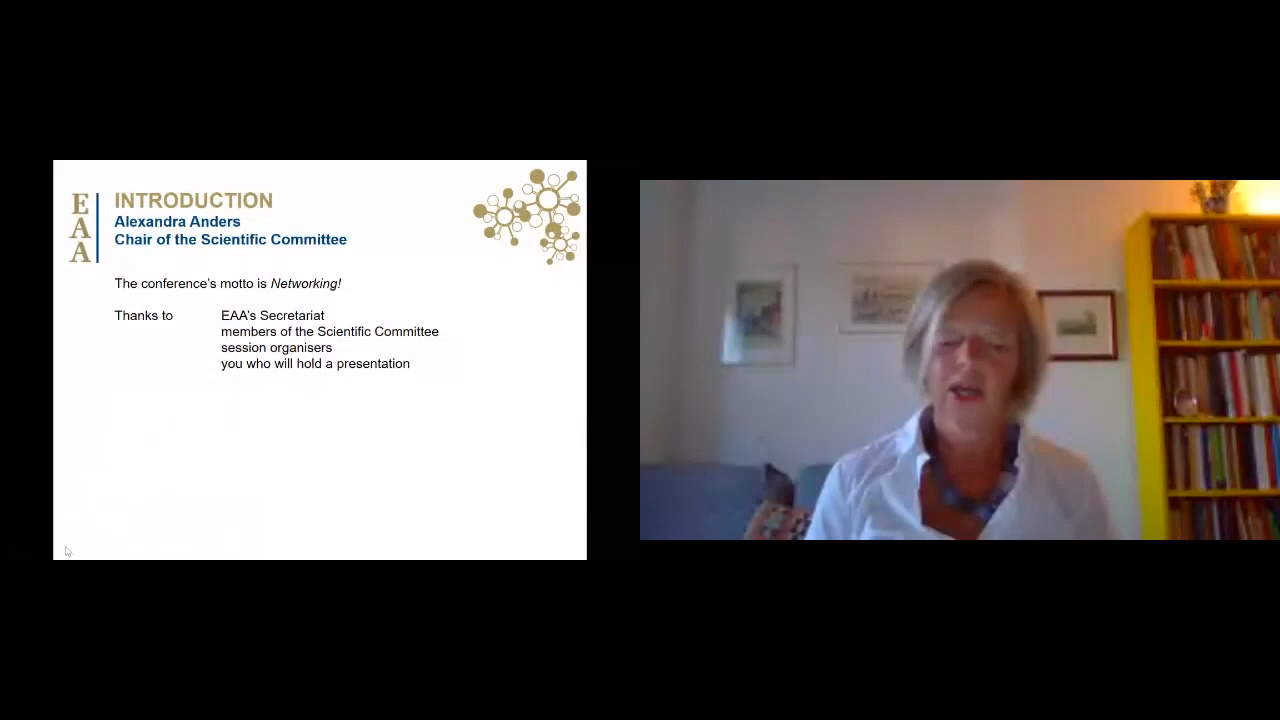 EAA
INTRODUCTION
Alexandra Anders
Chair of the Scientific Committee
The conference's motto is Networking!
Thanks to EAA's Secretariat
members of the Scientific Committee
session organisers
you who will hold a presentation